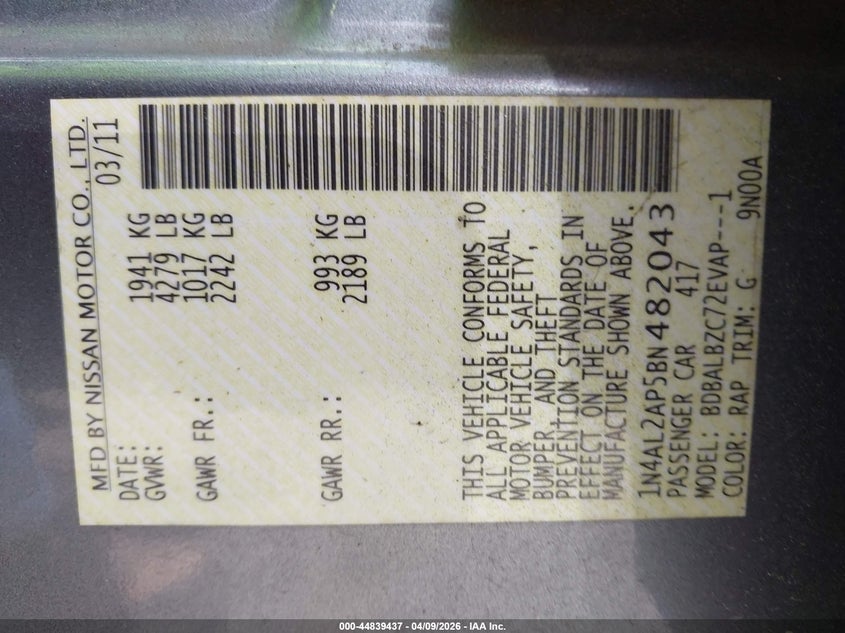 MFD BY NISSAN MOTOR CO., LTD.
DATE: 03/11
GVWR: 1941 KG
4279 LB
GAWR FR.: 1017 KG
2242 LB
GAWR RR.: 993 KG
2189 LB
THIS VEHICLE CONFORMS TO
ALL APPLICABLE FEDERAL
MOTOR VEHICLE SAFETY,
BUMPER, AND THEFT
PREVENTION STANDARDS IN
EFFECT ON THE DATE OF
MANUFACTURE SHOWN ABOVE.
1N4AL2AP5BN482043
PASSENGER CAR 417
MODEL: BDBALBZC72EVAP---1
COLOR: RAP TRIM: G 9N00A
000-44839437 - 04/09/2026 - IAA Inc.